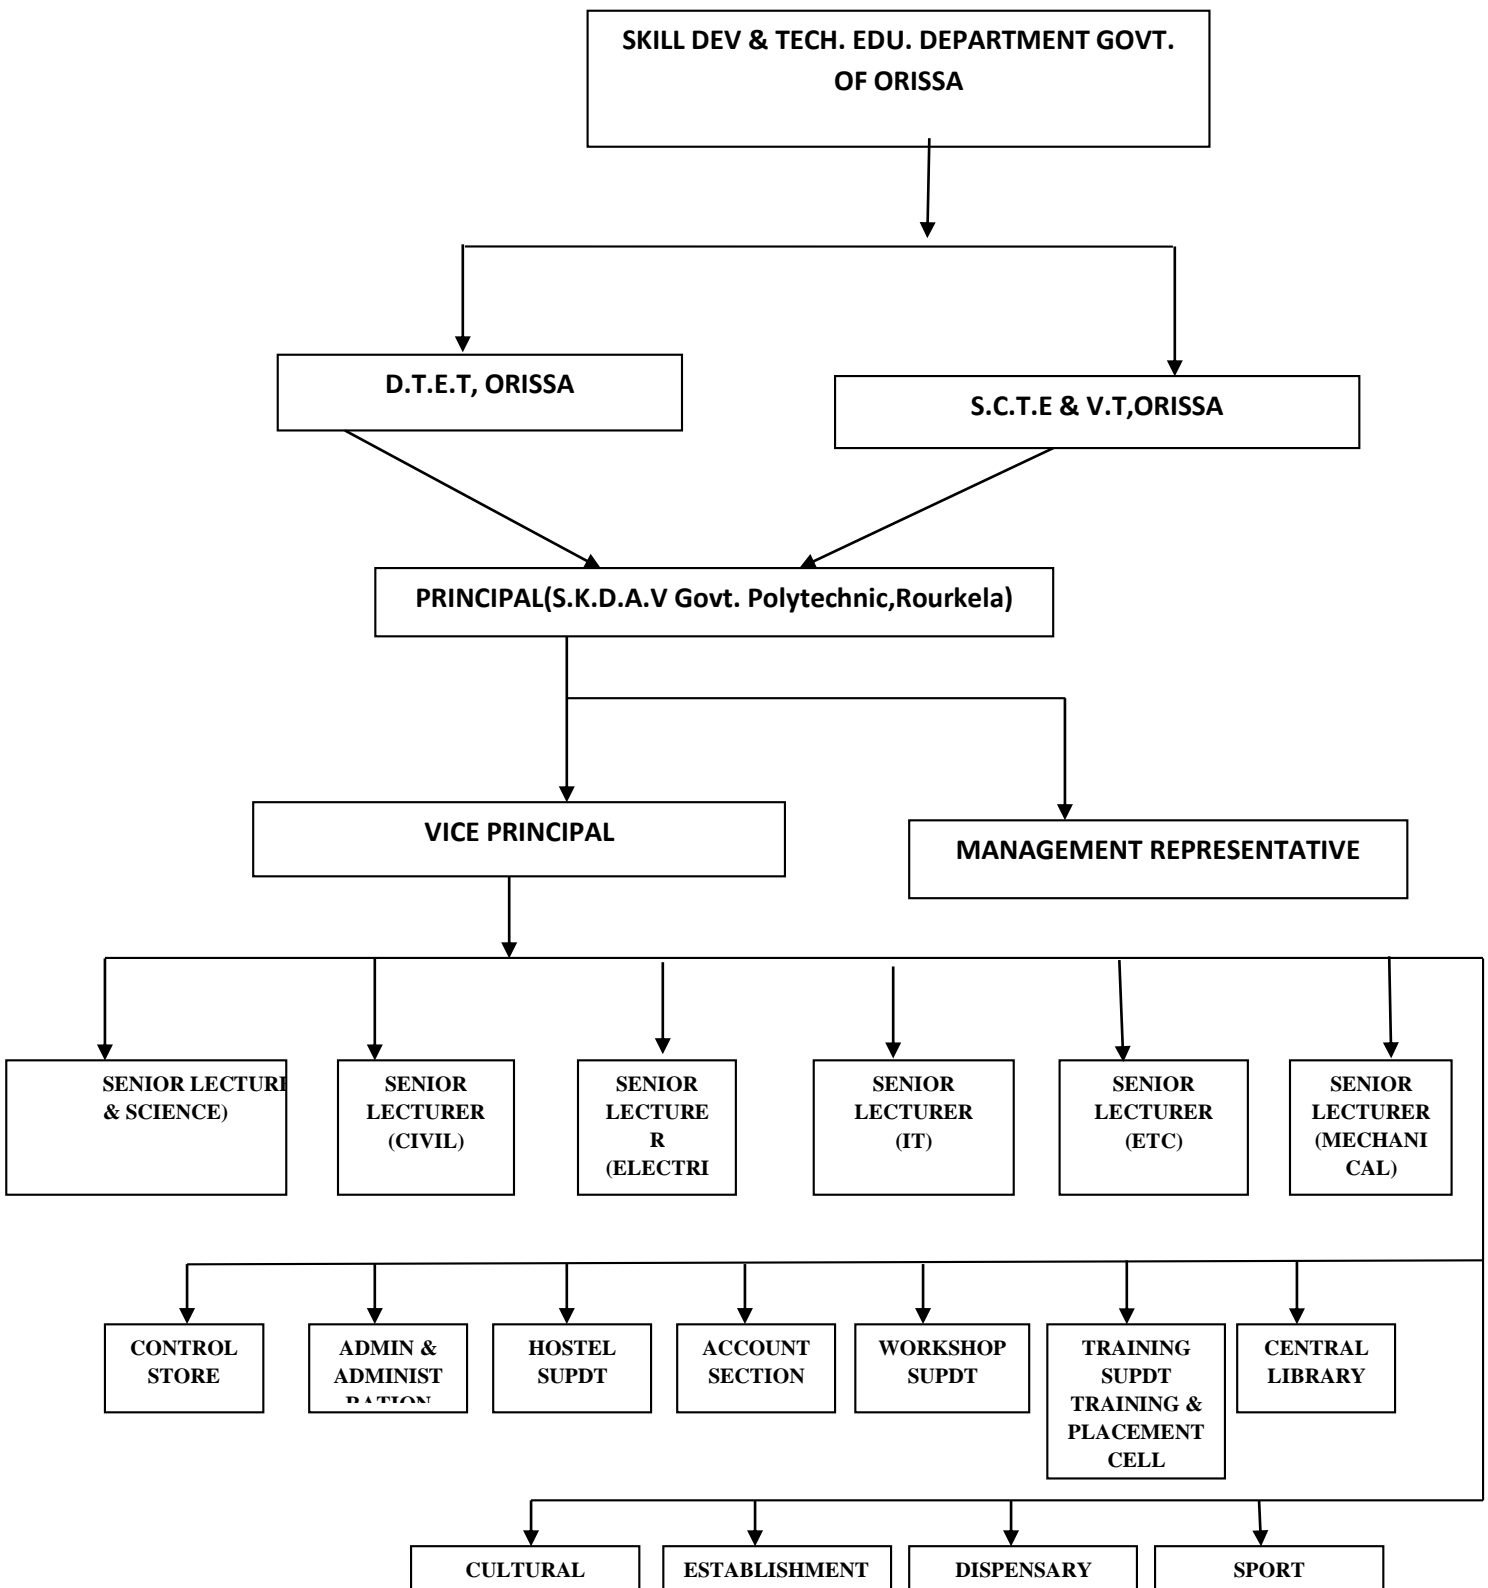 SKILL DEV & TECH. EDU. DEPARTMENT GOVT.
OF ORISSA
D.T.E.T, ORISSA
S.C.T.E & V.T,ORISSA
PRINCIPAL(S.K.D.A.V Govt. Polytechnic,Rourkela)
VICE PRINCIPAL
MANAGEMENT REPRESENTATIVE
SENIOR LECTURE
& SCIENCE)
SENIOR
LECTURER
(CIVIL)
SENIOR
LECTURE
R
(ELECTRI
SENIOR
LECTURER
(IT)
SENIOR
LECTURER
(ETC)
SENIOR
LECTURER
(MECHANI
CAL)
CONTROL
STORE
ADMIN &
ADMINIST
RATION
HOSTEL
SUPDT
ACCOUNT
SECTION
WORKSHOP
SUPDT
TRAINING
SUPDT
TRAINING &
PLACEMENT
CELL
CENTRAL
LIBRARY
CULTURAL
ESTABLISHMENT
DISPENSARY
SPORT